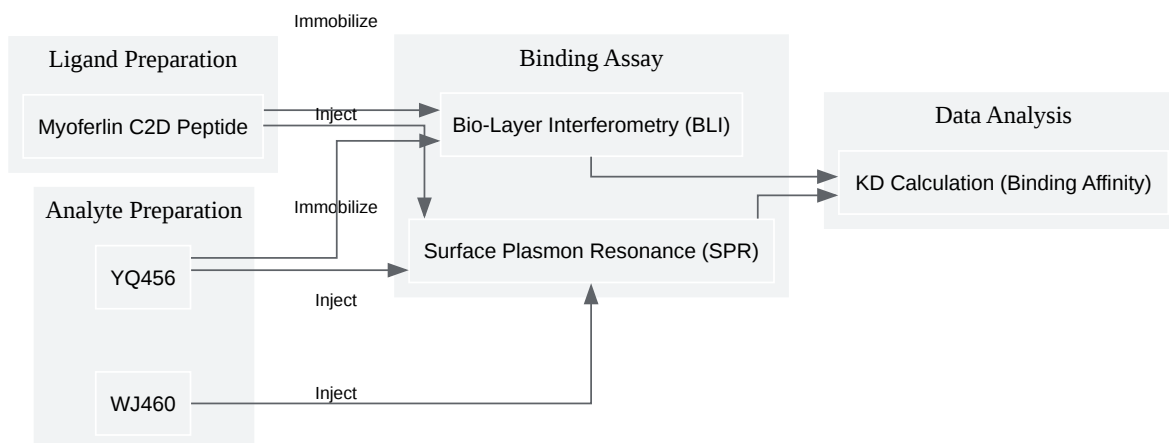 Immobilize
Ligand Preparation
Myoferlin C2D Peptide
Inject
Binding Assay
Bio-Layer Interferometry (BLI)
Data Analysis
KD Calculation (Binding Affinity)
Analyte Preparation
Immobilize
YQ456
Surface Plasmon Resonance (SPR)
Inject
WJ460
Inject